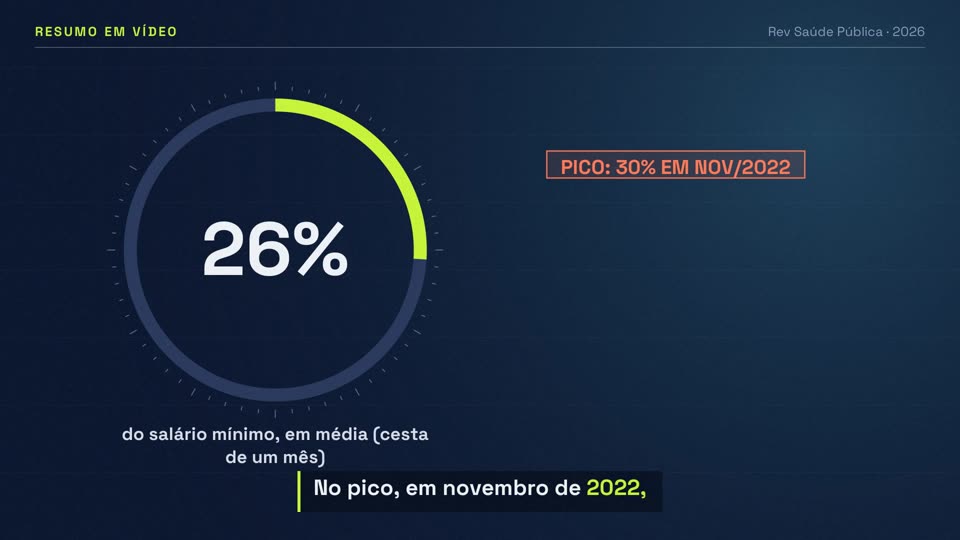 RESUMO EM VÍDEO
Rev Saúde Pública · 2026
PICO: 30% EM NOV/2022
26%
do salário mínimo, em média (cesta
de um mês)
No pico, em novembro de 2022,